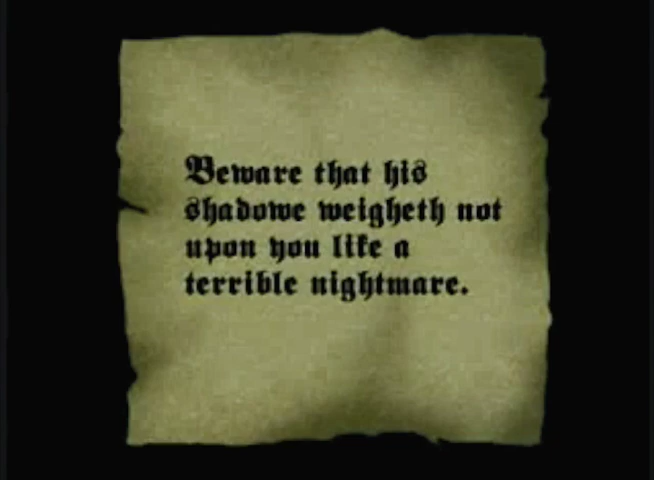 Beware that his
shadowe weigheth not
upon you like a
terrible nightmare.